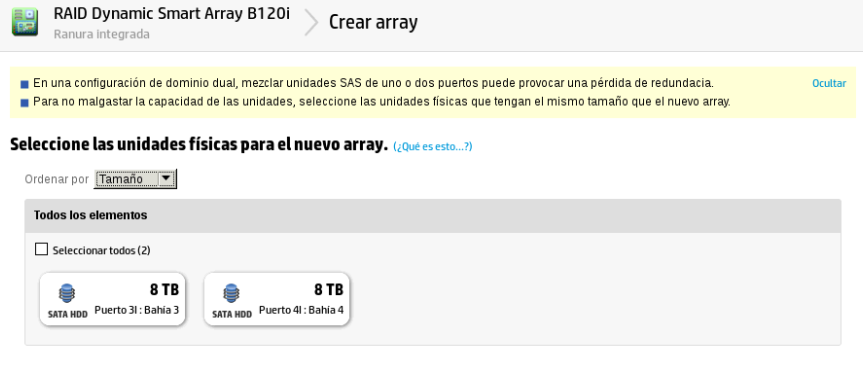 RAID Dynamic Smart Array B120i
Crear array
Ranura integrada
En una configuración de dominio dual, mezclar unidades SAS de uno o dos puertos puede provocar una pérdida de redundacia.
Ocultar
Para no malgastar la capacidad de las unidades, seleccione las unidades físicas que tengan el mismo tamaño que el nuevo array.
Seleccione las unidades físicas para el nuevo array. (¿Qué es esto...?)
Ordenar por Tamaño
Todos los elementos
Seleccionar todos (2)
8 TB
SATA HDD Puerto 3I : Bahía 3
8 TB
SATA HDD Puerto 4I : Bahía 4